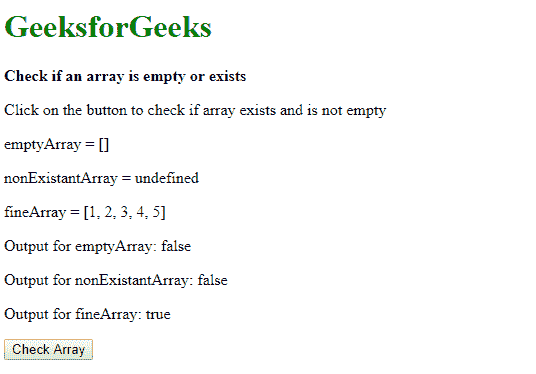 GeeksforGeeks
Check if an array is empty or exists
Click on the button to check if array exists and is not empty
emptyArray = []
nonExistantArray = undefined
fineArray = [1, 2, 3, 4, 5]
Output for emptyArray: false
Output for nonExistantArray: false
Output for fineArray: true
Check Array